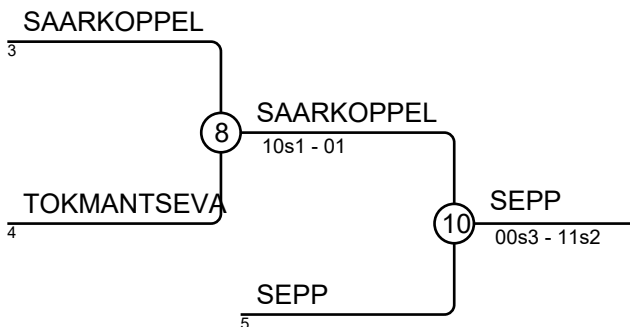 SAARKOPPEL
3
8
SAARKOPPEL
10s1 - 01
TOKMANTSEVA
4
10
SEPP
00s3 - 11s2
SEPP
5